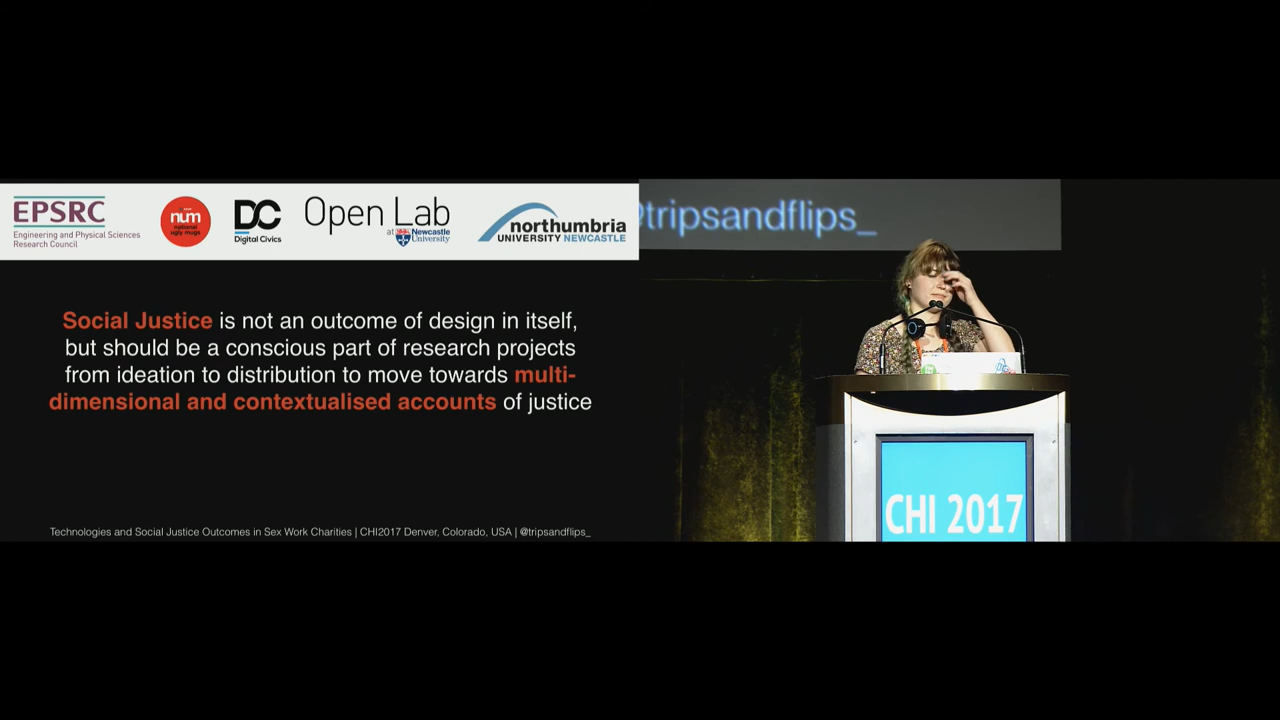 EPSRC
Engineering and Physical Sciences
Research Council
num
national
ugly mugs
DC
Digital Civics
Open Lab
at Newcastle
University
northumbria
UNIVERSITY NEWCASTLE
Social Justice is not an outcome of design in itself,
but should be a conscious part of research projects
from ideation to distribution to move towards multi-
dimensional and contextualised accounts of justice
Technologies and Social Justice Outcomes in Sex Work Charities | CHI2017 Denver, Colorado, USA | @tripsandflips_
@tripsandflips_
CHI 2017